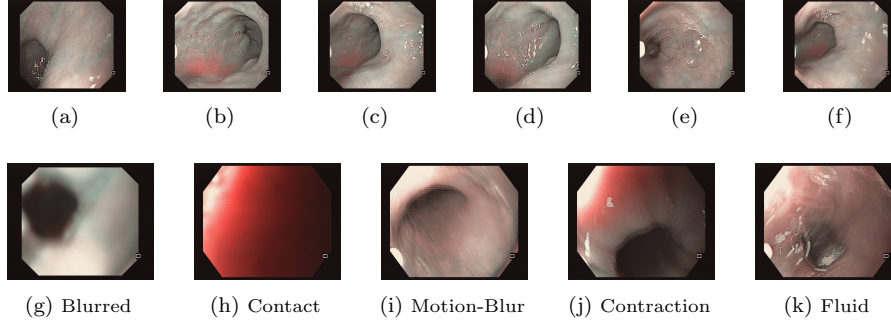 (a) (b) (c) (d) (e) (f)
(g) Blurred (h) Contact (i) Motion-Blur (j) Contraction (k) Fluid